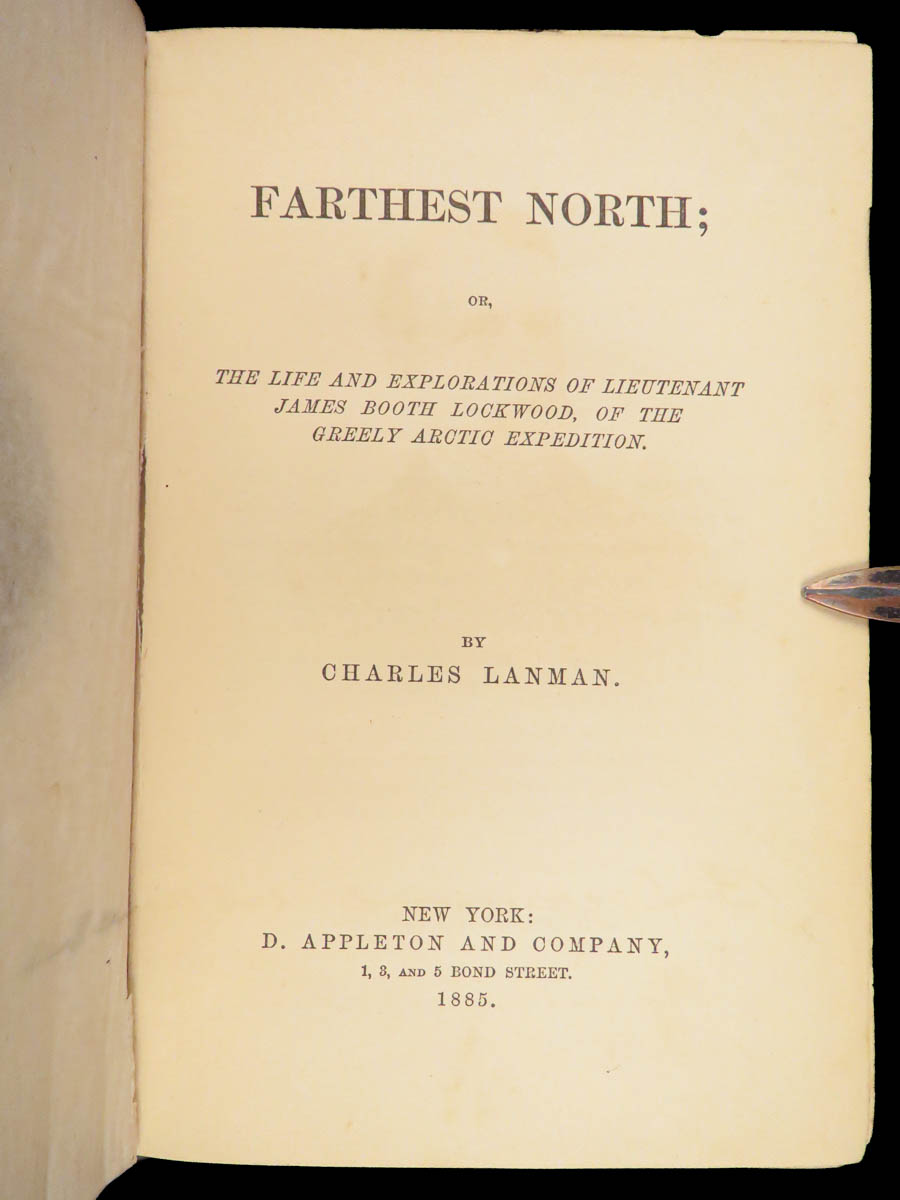 FARTHEST NORTH;
OR,
THE LIFE AND EXPLORATIONS OF LIEUTENANT
JAMES BOOTH LOCKWOOD, OF THE
GREELY ARCTIC EXPEDITION.
BY
CHARLES LANMAN.
NEW YORK:
D. APPLETON AND COMPANY,
1, 3, AND 5 BOND STREET.
1885.